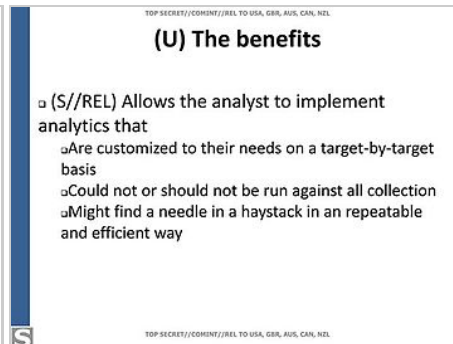 TOP SECRET//COMINT//REL TO USA, GBR, AUS, CAN, NZL
(U) The benefits
(S//REL) Allows the analyst to implement
analytics that
Are customized to their needs on a target-by-target
basis
Could not or should not be run against all collection
Might find a needle in a haystack in an repeatable
and efficient way
S
TOP SECRET//COMINT//REL TO USA, GBR, AUS, CAN, NZL